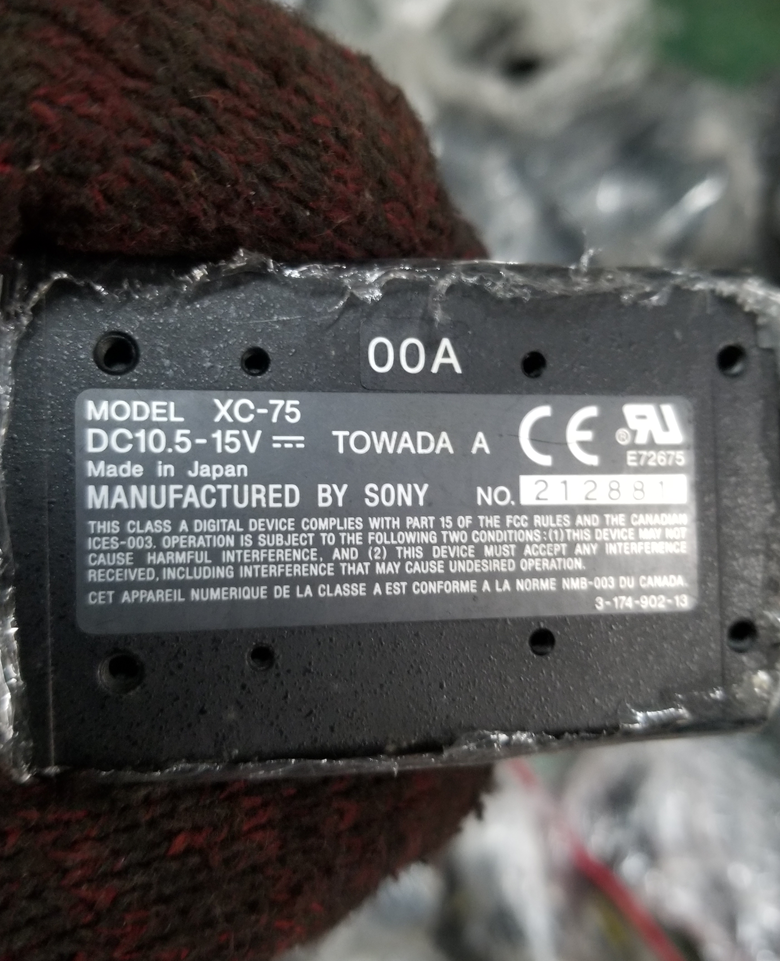 00A
MODEL XC-75
DC10.5-15V ⎓ TOWADA A
CE ®RU
E72675
Made in Japan
MANUFACTURED BY SONY NO. 212881
THIS CLASS A DIGITAL DEVICE COMPLIES WITH PART 15 OF THE FCC RULES AND THE CANADIAN
ICES-003. OPERATION IS SUBJECT TO THE FOLLOWING TWO CONDITIONS:(1)THIS DEVICE MAY NOT
CAUSE HARMFUL INTERFERENCE, AND (2) THIS DEVICE MUST ACCEPT ANY INTERFERENCE
RECEIVED, INCLUDING INTERFERENCE THAT MAY CAUSE UNDESIRED OPERATION.
CET APPAREIL NUMERIQUE DE LA CLASSE A EST CONFORME A LA NORME NMB-003 DU CANADA.
3-174-902-13